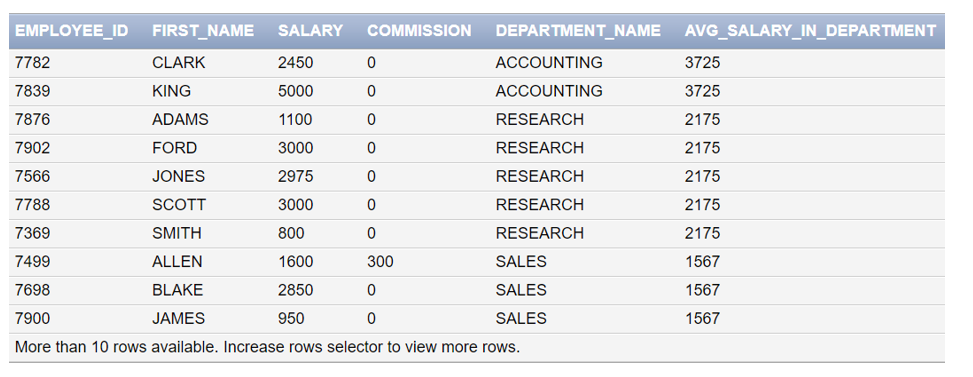 EMPLOYEE_ID FIRST_NAME SALARY COMMISSION DEPARTMENT_NAME AVG_SALARY_IN_DEPARTMENT
7782 CLARK 2450 0 ACCOUNTING 3725
7839 KING 5000 0 ACCOUNTING 3725
7876 ADAMS 1100 0 RESEARCH 2175
7902 FORD 3000 0 RESEARCH 2175
7566 JONES 2975 0 RESEARCH 2175
7788 SCOTT 3000 0 RESEARCH 2175
7369 SMITH 800 0 RESEARCH 2175
7499 ALLEN 1600 300 SALES 1567
7698 BLAKE 2850 0 SALES 1567
7900 JAMES 950 0 SALES 1567
More than 10 rows available. Increase rows selector to view more rows.